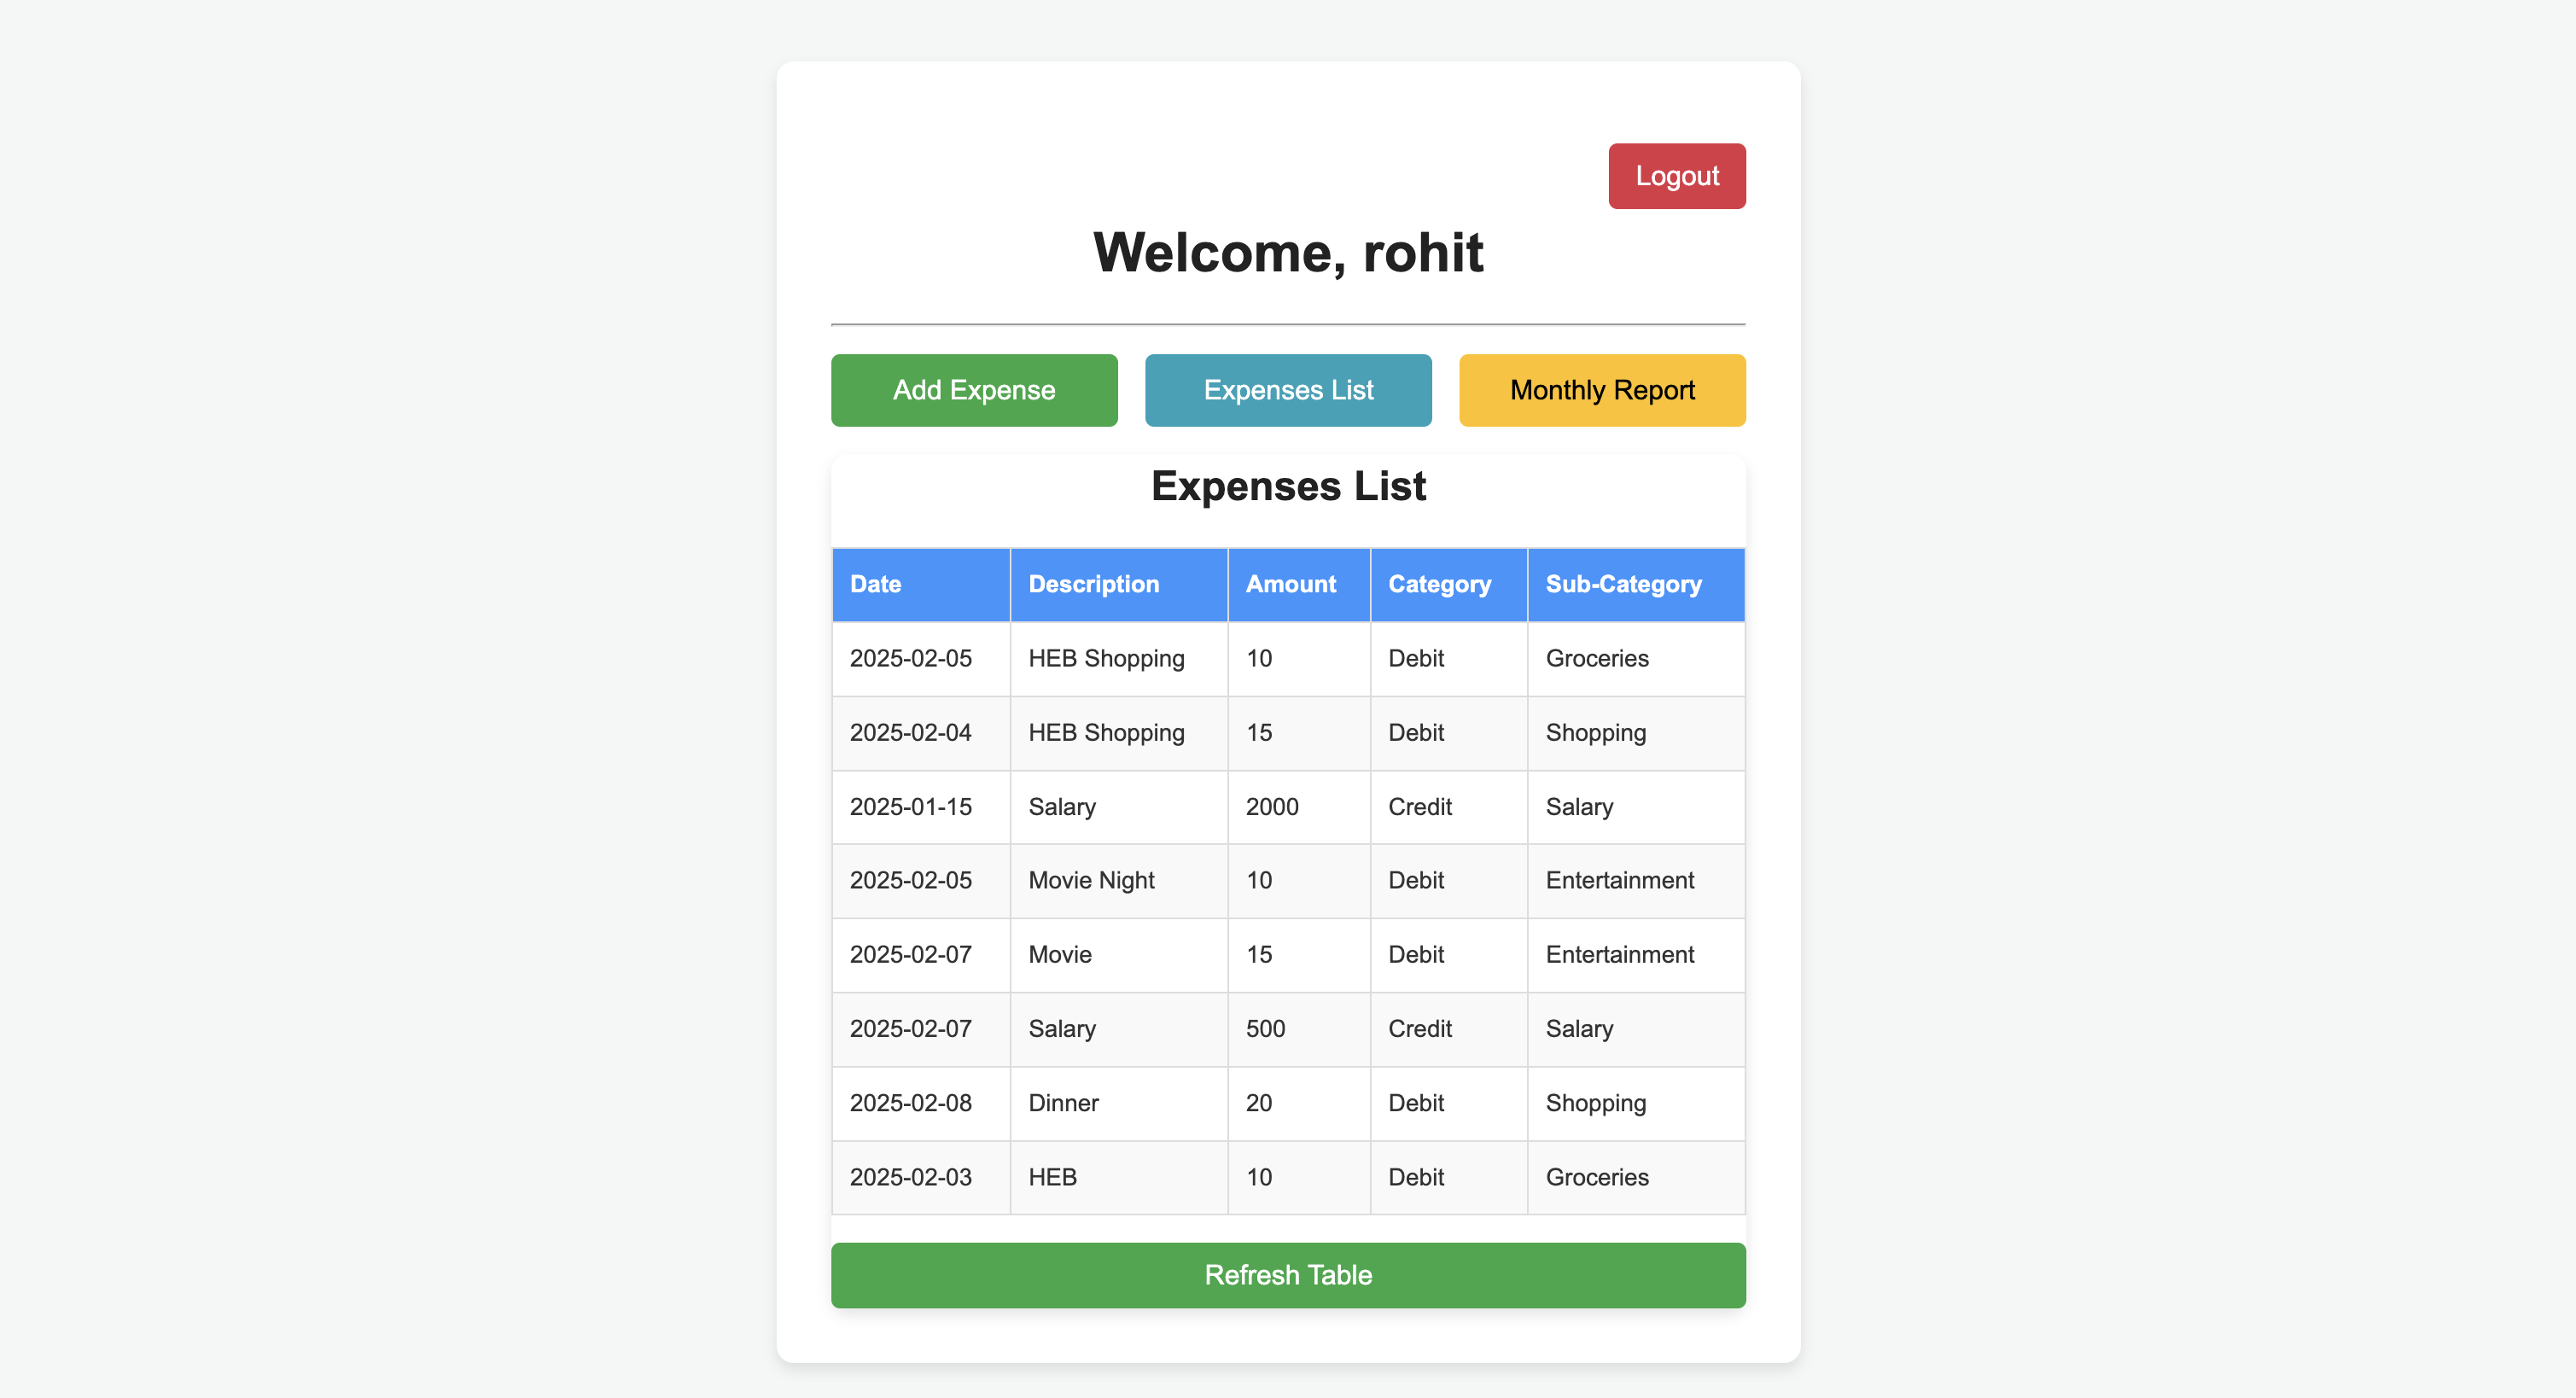 Logout
Welcome, rohit
Add Expense Expenses List Monthly Report
Expenses List
Date Description Amount Category Sub-Category
2025-02-05 HEB Shopping 10 Debit Groceries
2025-02-04 HEB Shopping 15 Debit Shopping
2025-01-15 Salary 2000 Credit Salary
2025-02-05 Movie Night 10 Debit Entertainment
2025-02-07 Movie 15 Debit Entertainment
2025-02-07 Salary 500 Credit Salary
2025-02-08 Dinner 20 Debit Shopping
2025-02-03 HEB 10 Debit Groceries
Refresh Table